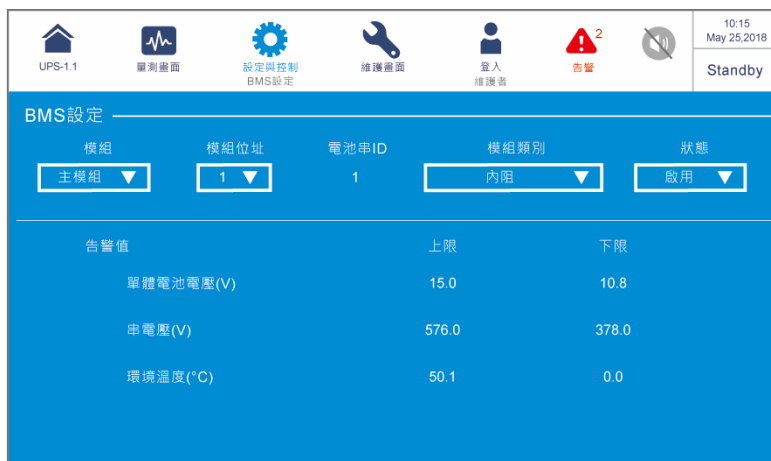 10:15
May 25,2018
2
UPS-1.1 量測畫面 設定與控制 維護畫面 登入 告警
BMS設定 維護者
Standby
BMS設定
模組 模組位址 電池串ID 模組類別 狀態
主模組 1 1 內阻 啟用
告警值 上限 下限
單體電池電壓(V) 15.0 10.8
串電壓(V) 576.0 378.0
環境溫度(°C) 50.1 0.0